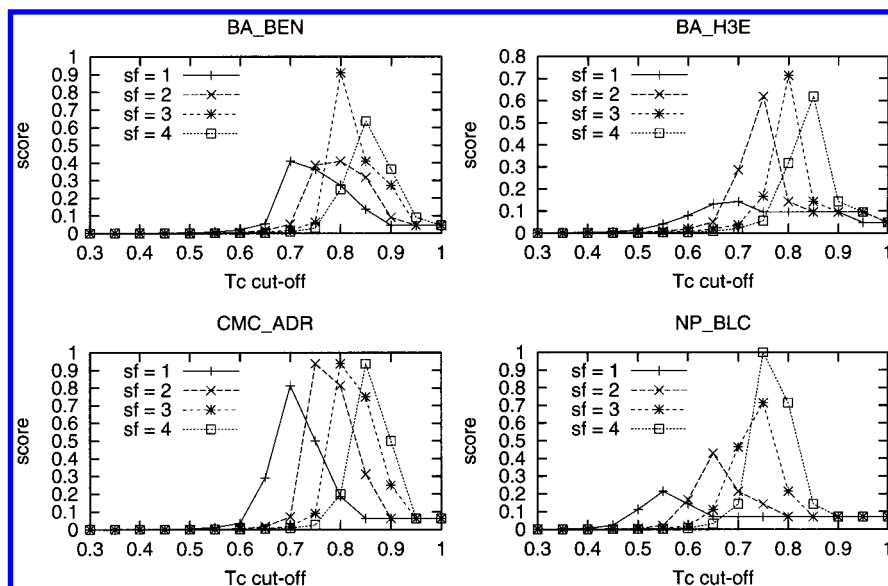 BA_BEN
1
0.9
0.8
0.7
0.6
0.5
0.4
0.3
0.2
0.1
0
score
sf = 1
sf = 2
sf = 3
sf = 4
0.3 0.4 0.5 0.6 0.7 0.8 0.9 1
Tc cut-off
BA_H3E
0.8
0.7
0.6
0.5
0.4
0.3
0.2
0.1
0
score
sf = 1
sf = 2
sf = 3
sf = 4
0.3 0.4 0.5 0.6 0.7 0.8 0.9 1
Tc cut-off
CMC_ADR
1
0.9
0.8
0.7
0.6
0.5
0.4
0.3
0.2
0.1
0
score
sf = 1
sf = 2
sf = 3
sf = 4
0.3 0.4 0.5 0.6 0.7 0.8 0.9 1
Tc cut-off
NP_BLC
1
0.9
0.8
0.7
0.6
0.5
0.4
0.3
0.2
0.1
0
score
sf = 1
sf = 2
sf = 3
sf = 4
0.3 0.4 0.5 0.6 0.7 0.8 0.9 1
Tc cut-off